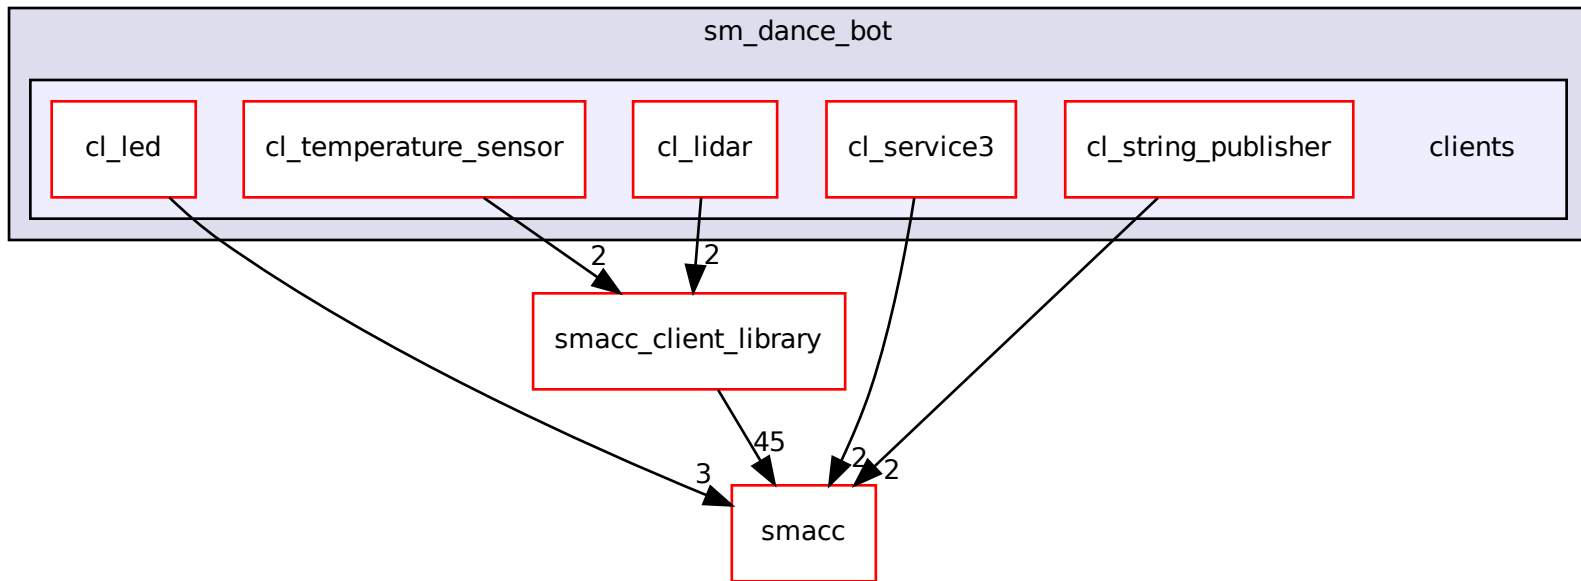 sm_dance_bot
cl_led
cl_temperature_sensor
cl_lidar
cl_service3
cl_string_publisher
clients
2
2
smacc_client_library
45
3
2
2
smacc